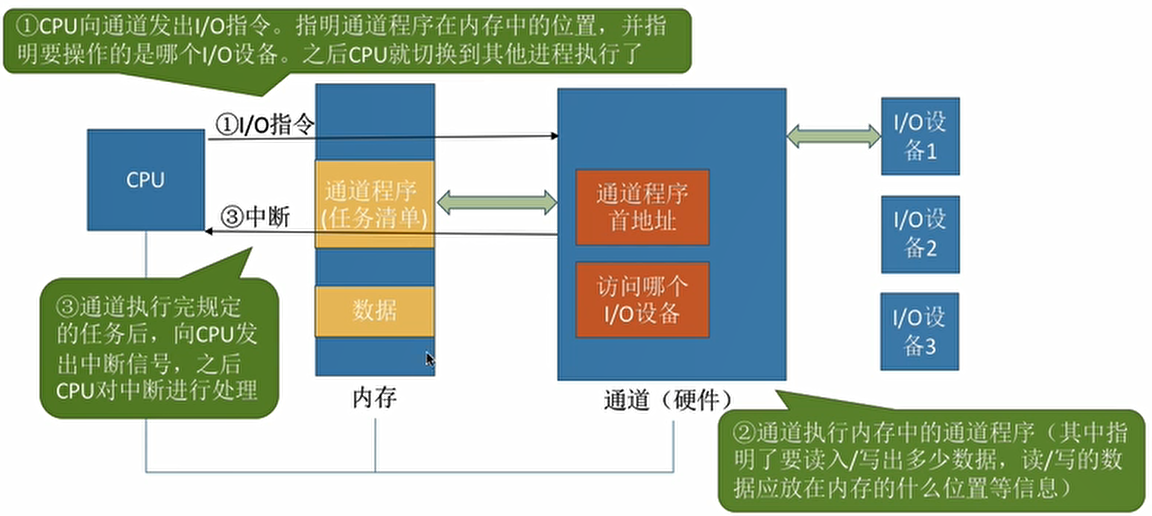 ①CPU向通道发出I/O指令。指明通道程序在内存中的位置，并指
明要操作的是哪个I/O设备。之后CPU就切换到其他进程执行了
①I/O指令
CPU
通道程序
(任务清单)
③中断
数据
内存
通道程序
首地址
访问哪个
I/O设备
通道（硬件）
I/O设
备1
I/O设
备2
I/O设
备3
③通道执行完规定
的任务后，向CPU发
出中断信号，之后
CPU对中断进行处理
②通道执行内存中的通道程序（其中指
明了要读入/写出多少数据，读/写的数
据应放在内存的什么位置等信息）